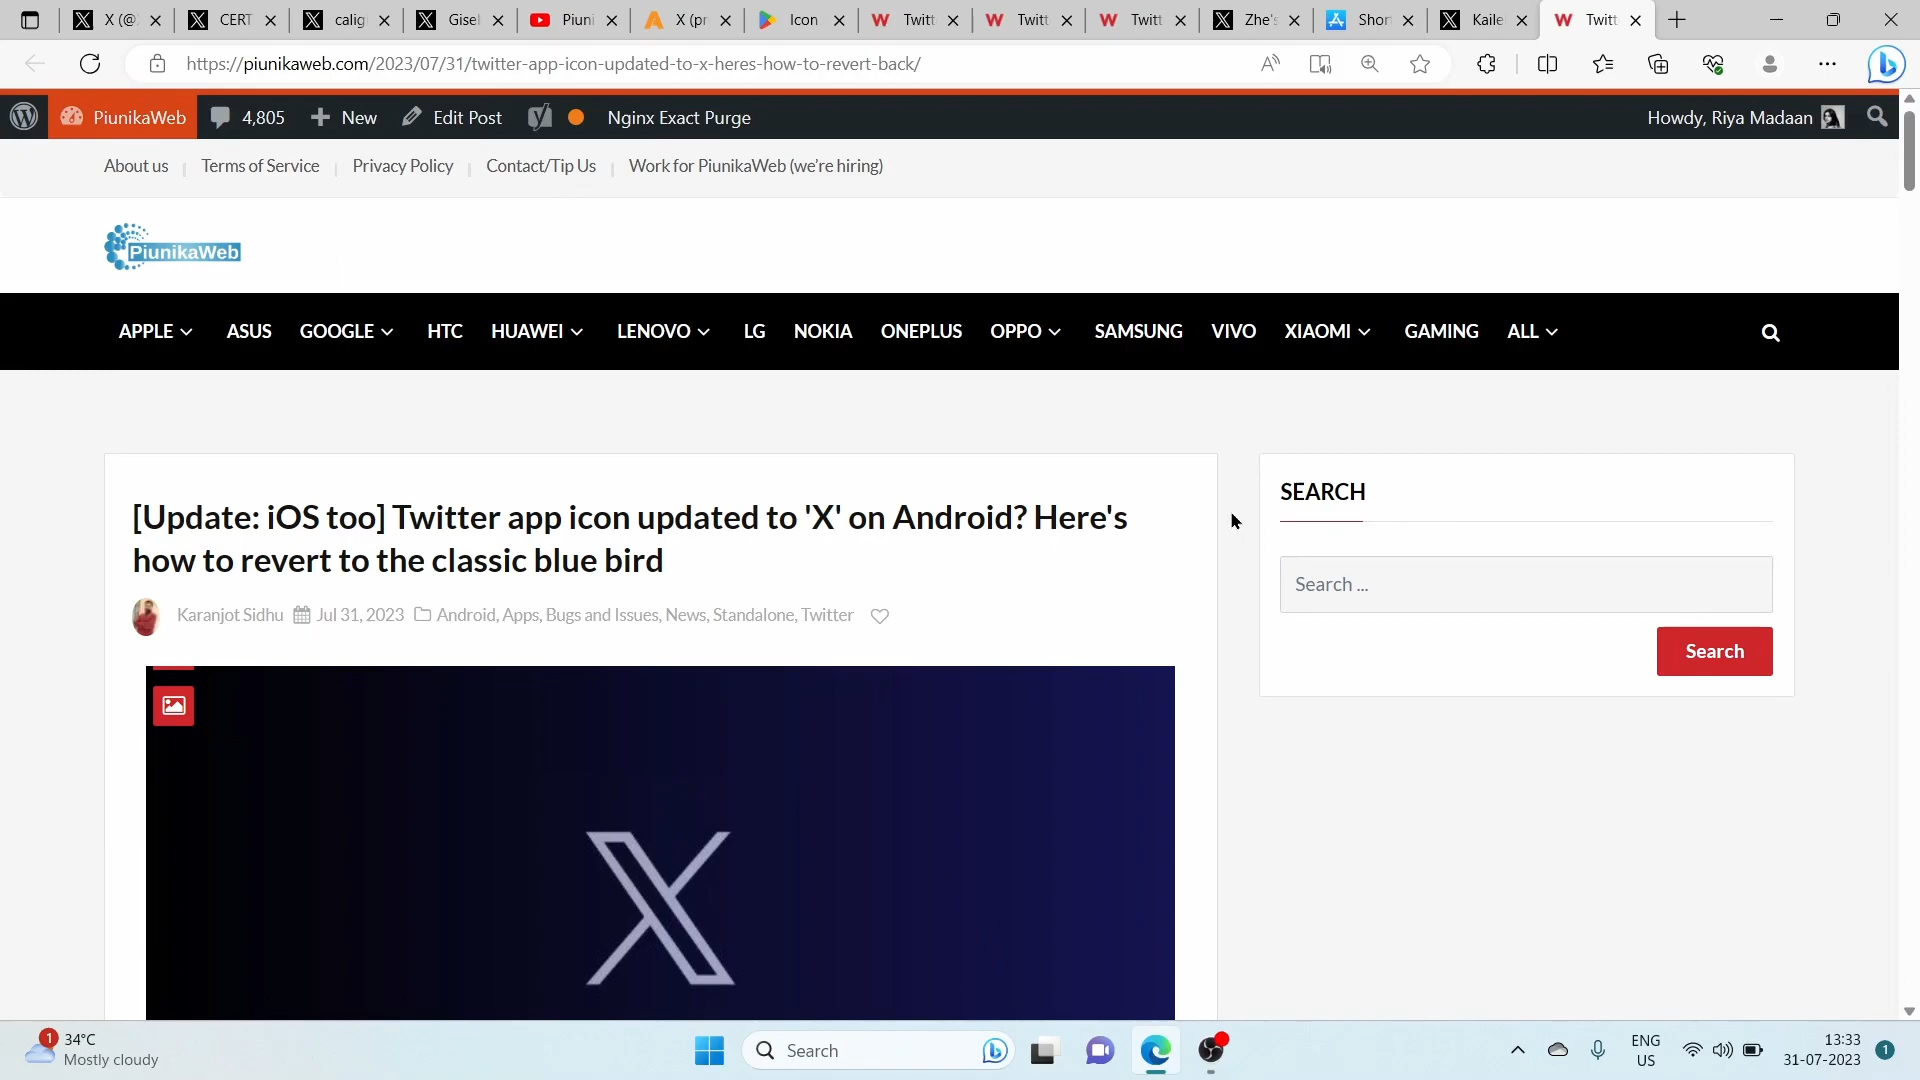 X (@
CERT
calig
Gisel
Piuni
X (pr
Icon
Twitt
Twitt
Twitt
Zhe's
Shor
Kaile
Twitt
https://piunikaweb.com/2023/07/31/twitter-app-icon-updated-to-x-heres-how-to-revert-back/
PiunikaWeb 4,805 New Edit Post Nginx Exact Purge Howdy, Riya Madaan
About us Terms of Service Privacy Policy Contact/Tip Us Work for PiunikaWeb (we're hiring)
PiunikaWeb
APPLE ASUS GOOGLE HTC HUAWEI LENOVO LG NOKIA ONEPLUS OPPO SAMSUNG VIVO XIAOMI GAMING ALL
[Update: iOS too] Twitter app icon updated to 'X' on Android? Here's
how to revert to the classic blue bird
Karanjot Sidhu Jul 31, 2023 Android, Apps, Bugs and Issues, News, Standalone, Twitter
SEARCH
Search ...
Search
X
1
34°C
Mostly cloudy
Search
ENG
US
13:33
31-07-2023
1